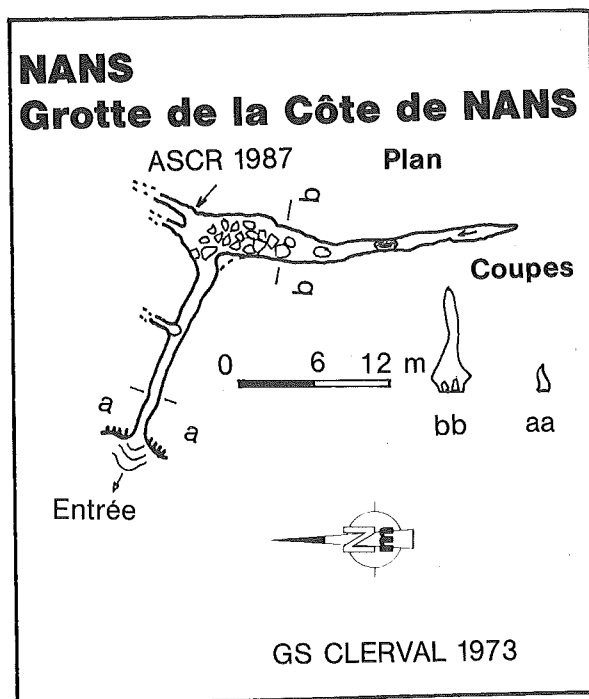 NANS
Grotte de la Côte de NANS
ASCR 1987
Plan
b
b
Coupes
0 6 12 m
a
a
bb
aa
Entrée
N
GS CLERVAL 1973